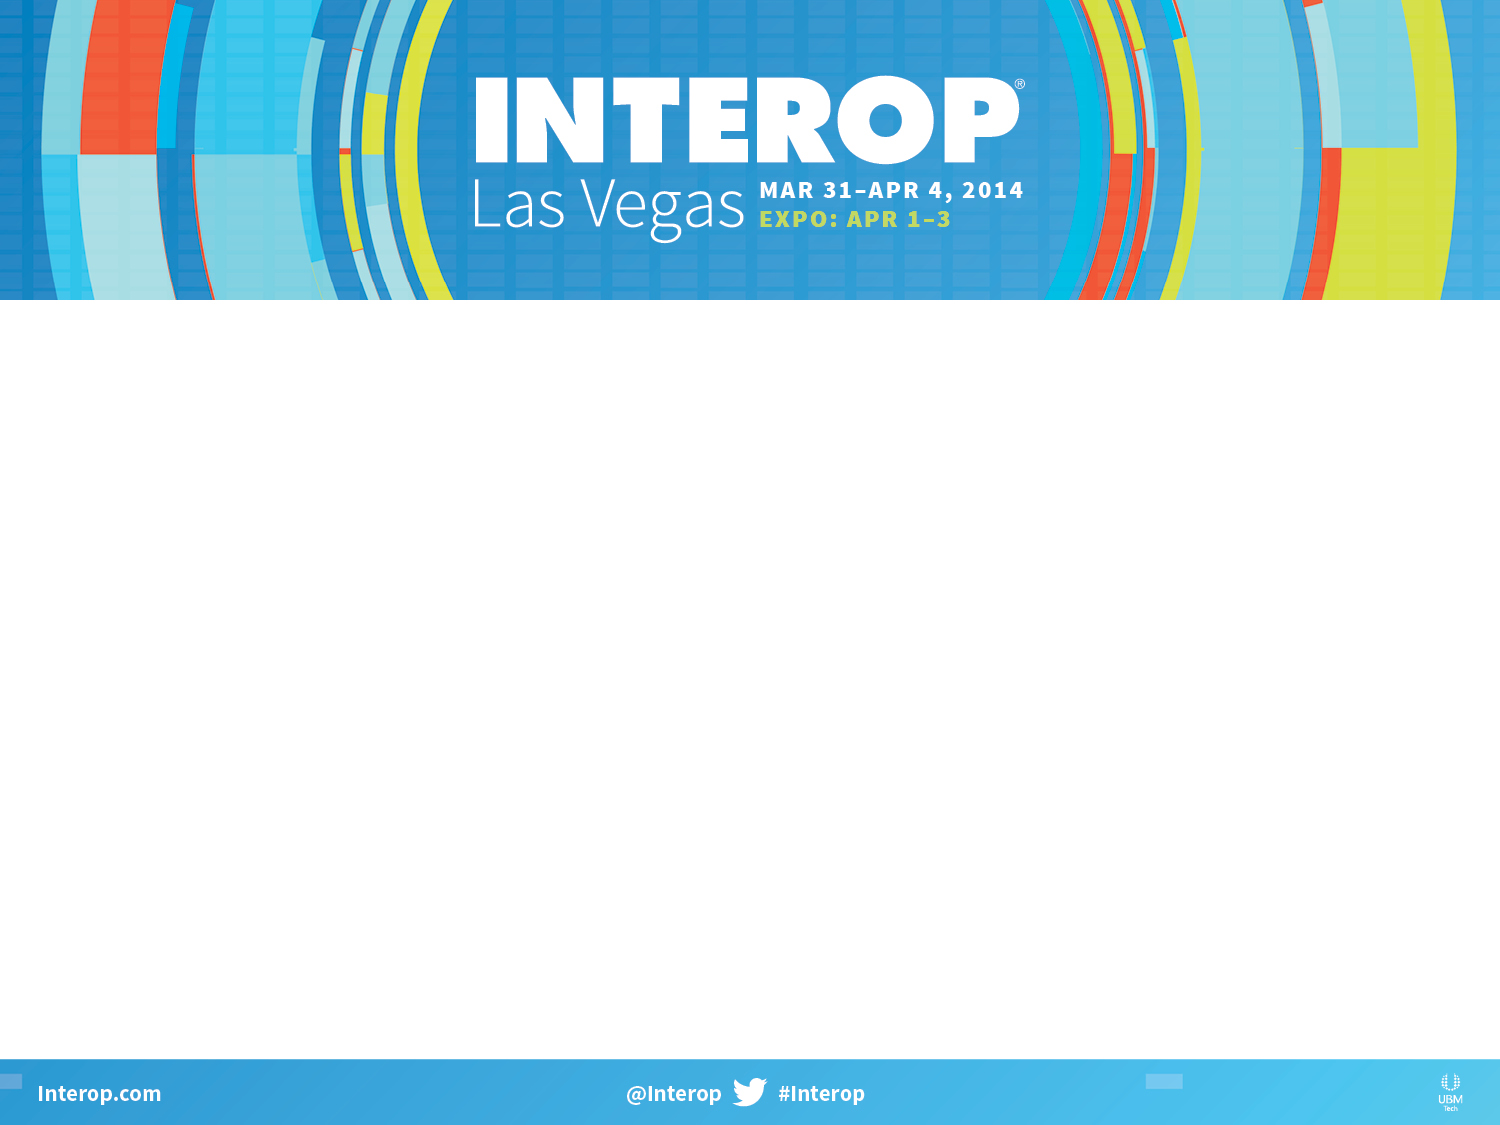 INTEROP®
Las Vegas
MAR 31–APR 4, 2014
EXPO: APR 1–3
Interop.com
@Interop #Interop
UBM
Tech